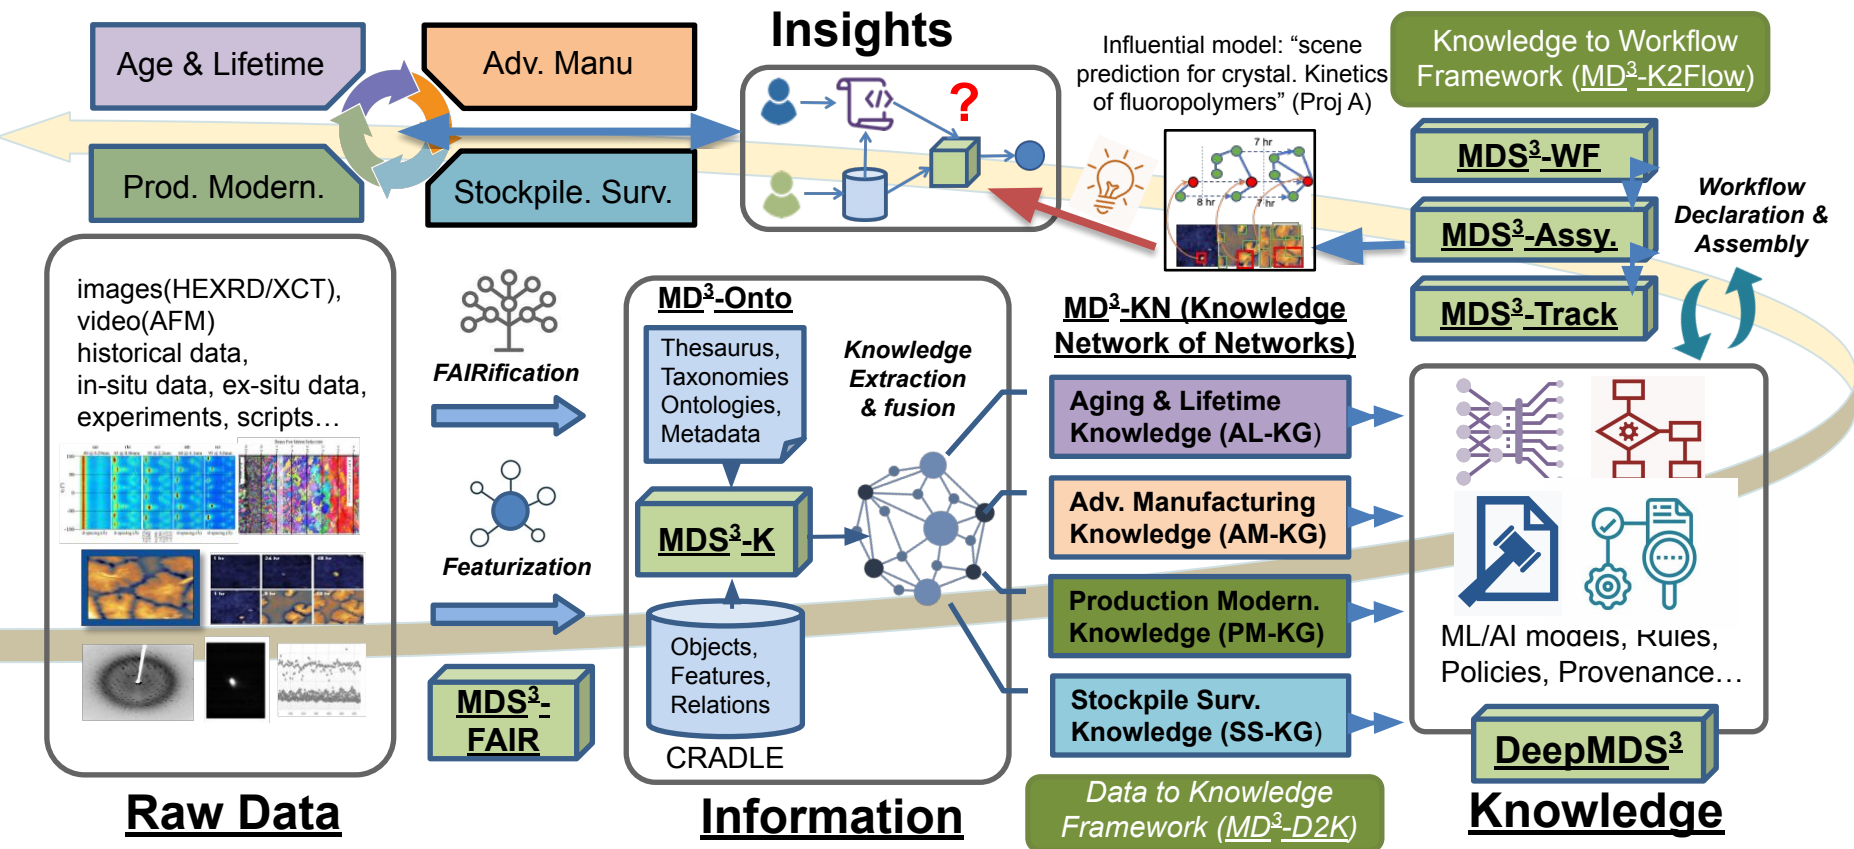 Age & Lifetime
Adv. Manu
Prod. Modern.
Stockpile. Surv.
Insights
?
</>
Influential model: “scene
prediction for crystal. Kinetics
of fluoropolymers” (Proj A)
7 hr
8 hr
7 hr
Knowledge to Workflow
Framework (MD³-K2Flow)
MDS³-WF
MDS³-Assy.
MDS³-Track
Workflow
Declaration &
Assembly
images(HEXRD/XCT),
video(AFM)
historical data,
in-situ data, ex-situ data,
experiments, scripts…
Raw Data
FAIRification
Featurization
MDS³-
FAIR
MD³-Onto
Thesaurus,
Taxonomies
Ontologies,
Metadata
MDS³-K
Objects,
Features,
Relations
CRADLE
Knowledge
Extraction
& fusion
Information
MD³-KN (Knowledge
Network of Networks)
Aging & Lifetime
Knowledge (AL-KG)
Adv. Manufacturing
Knowledge (AM-KG)
Production Modern.
Knowledge (PM-KG)
Stockpile Surv.
Knowledge (SS-KG)
Data to Knowledge
Framework (MD³-D2K)
ML/AI models, Rules,
Policies, Provenance…
DeepMDS³
Knowledge